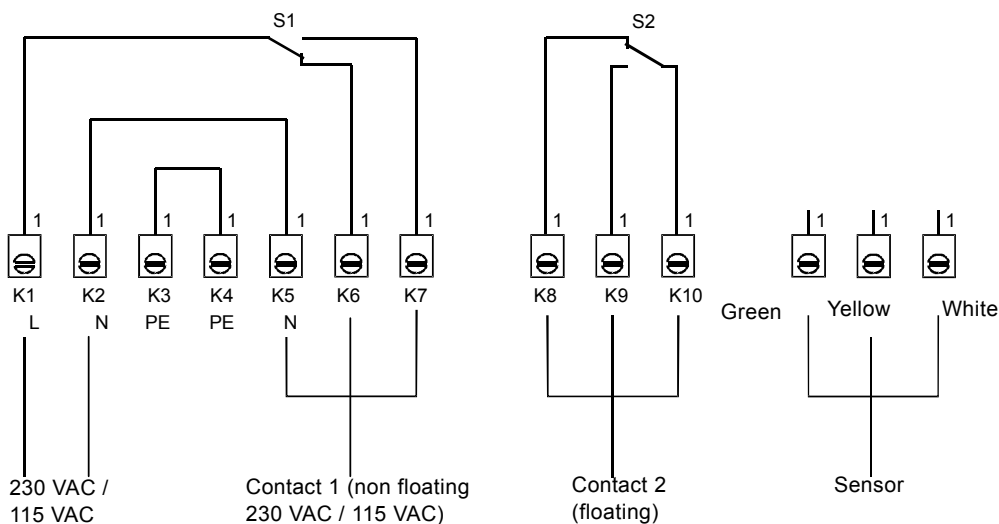 S1
S2
1 1 1 1 1 1 1 1 1 1 1 1 1
K1 K2 K3 K4 K5 K6 K7 K8 K9 K10
L N PE PE N
Green Yellow White
230 VAC /
115 VAC
Contact 1 (non floating
230 VAC / 115 VAC)
Contact 2
(floating)
Sensor